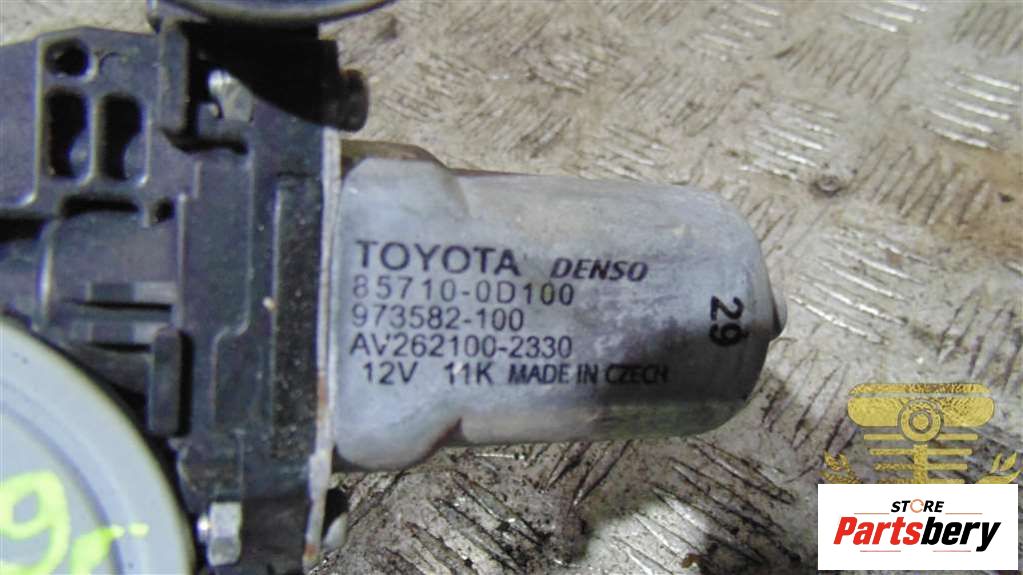 TOYOTA DENSO
85710-0D100
973582-100
AV262100-2330
12V 11K MADE IN CZECH
29
STORE
Partsbery